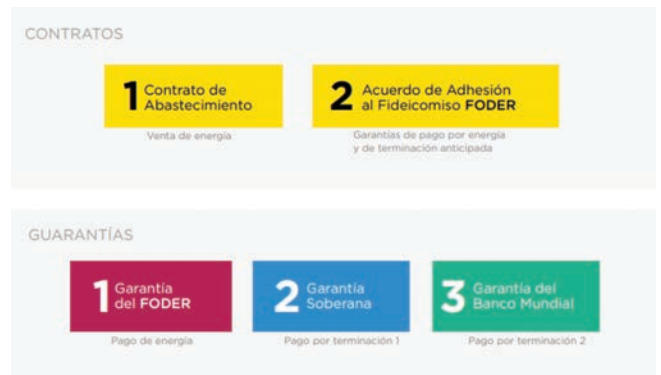 CONTRATOS
1 Contrato de
Abastecimiento
Venta de energía
2 Acuerdo de Adhesión
al Fideicomiso FODER
Garantías de pago por energía
y de terminación anticipada
GUARANTÍAS
1 Garantía
del FODER
Pago de energía
2 Garantía
Soberana
Pago por terminación 1
3 Garantía del
Banco Mundial
Pago por terminación 2